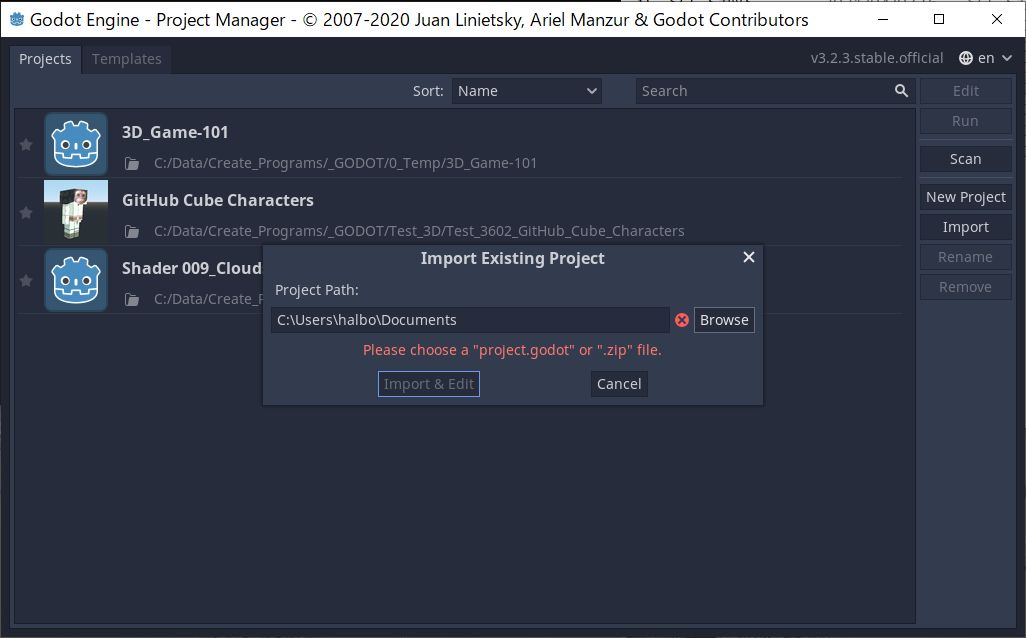 Godot Engine - Project Manager - © 2007-2020 Juan Linietsky, Ariel Manzur & Godot Contributors
Projects
Templates
v3.2.3.stable.official
en
Sort:
Name
Search
Edit
Run
Scan
New Project
Import
Rename
Remove
3D_Game-101
C:/Data/Create_Programs/_GODOT/0_Temp/3D_Game-101
GitHub Cube Characters
C:/Data/Create_Programs/_GODOT/Test_3D/Test_3602_GitHub_Cube_Characters
Shader 009_Cloud
C:/Data/Create_
Import Existing Project
Project Path:
C:\Users\halbo\Documents
Browse
Please choose a "project.godot" or ".zip" file.
Import & Edit
Cancel